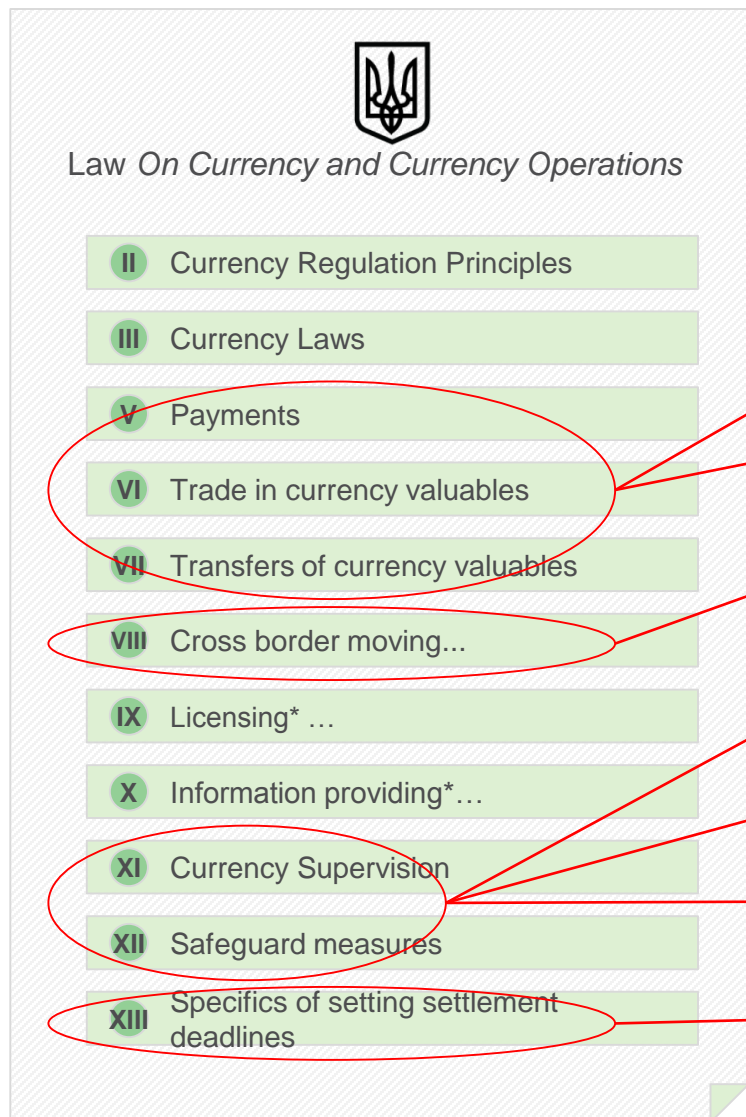 Law On Currency and Currency Operations
II Currency Regulation Principles
III Currency Laws
V Payments
VI Trade in currency valuables
VII Transfers of currency valuables
VIII Cross border moving...
IX Licensing* …
X Information providing*…
XI Currency Supervision
XII Safeguard measures
XIII Specifics of setting settlement
deadlines